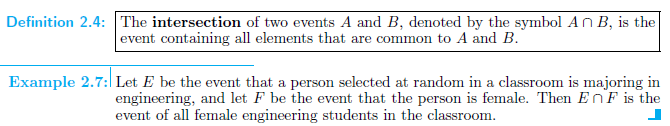 Definition 2.4: The intersection of two events A and B, denoted by the symbol A ∩ B, is the
event containing all elements that are common to A and B.
Example 2.7: Let E be the event that a person selected at random in a classroom is majoring in
engineering, and let F be the event that the person is female. Then E ∩ F is the
event of all female engineering students in the classroom.